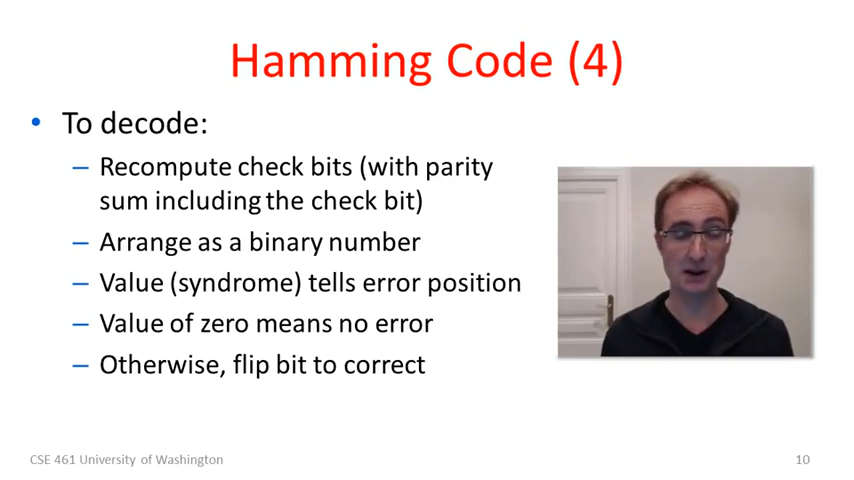 Hamming Code (4)
• To decode:
– Recompute check bits (with parity
sum including the check bit)
– Arrange as a binary number
– Value (syndrome) tells error position
– Value of zero means no error
– Otherwise, flip bit to correct
CSE 461 University of Washington
10